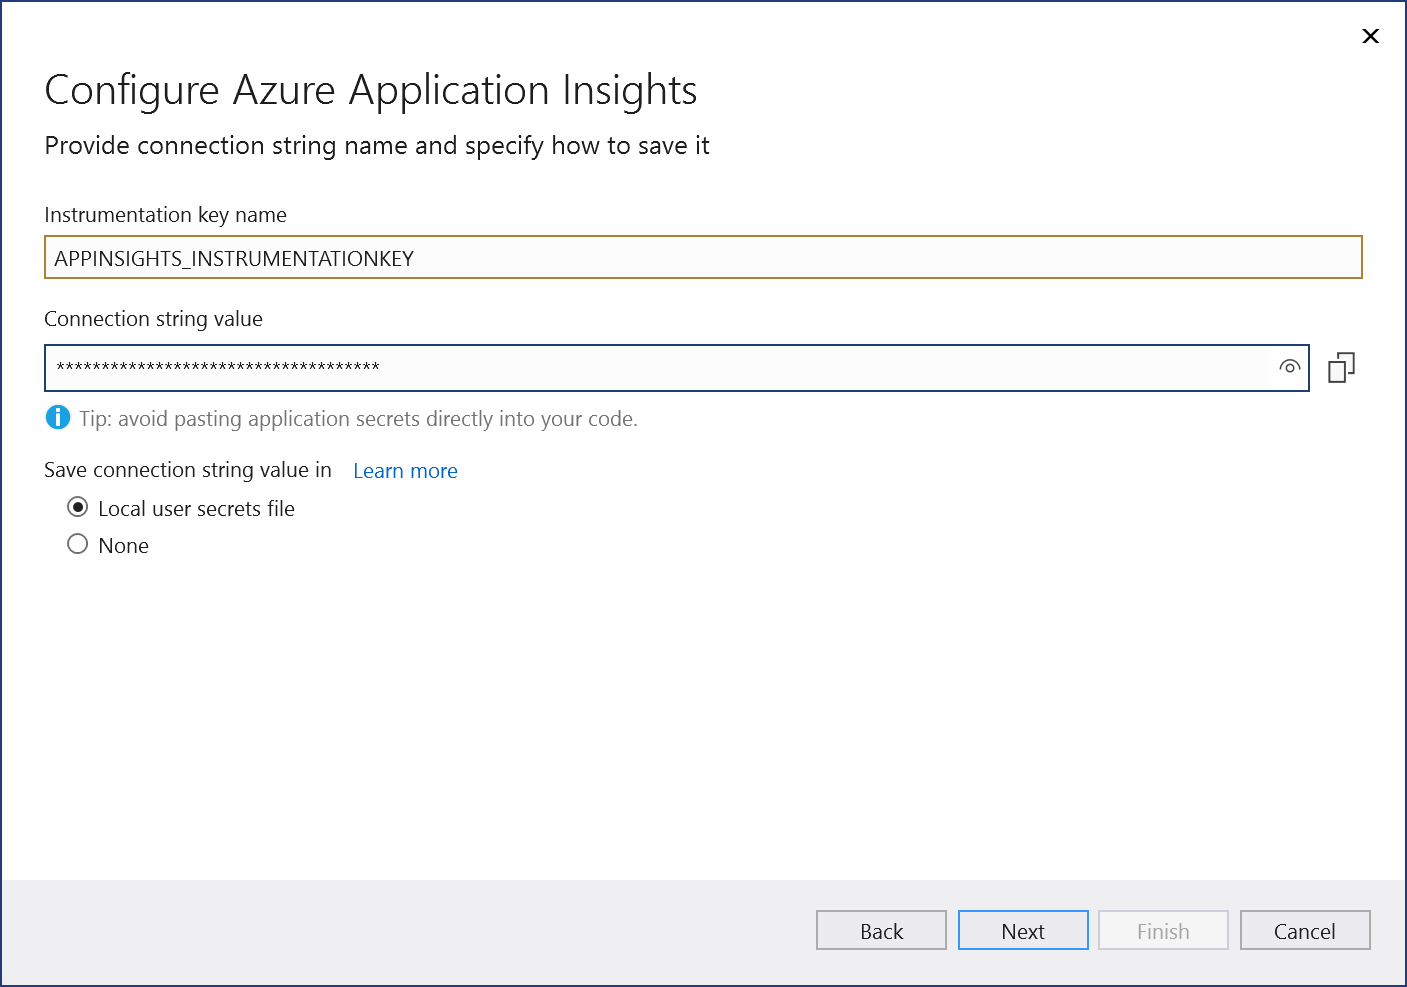 Configure Azure Application Insights
Provide connection string name and specify how to save it
Instrumentation key name
APPINSIGHTS_INSTRUMENTATIONKEY
Connection string value
************************************
Tip: avoid pasting application secrets directly into your code.
Save connection string value in Learn more
Local user secrets file
None
Back Next Finish Cancel